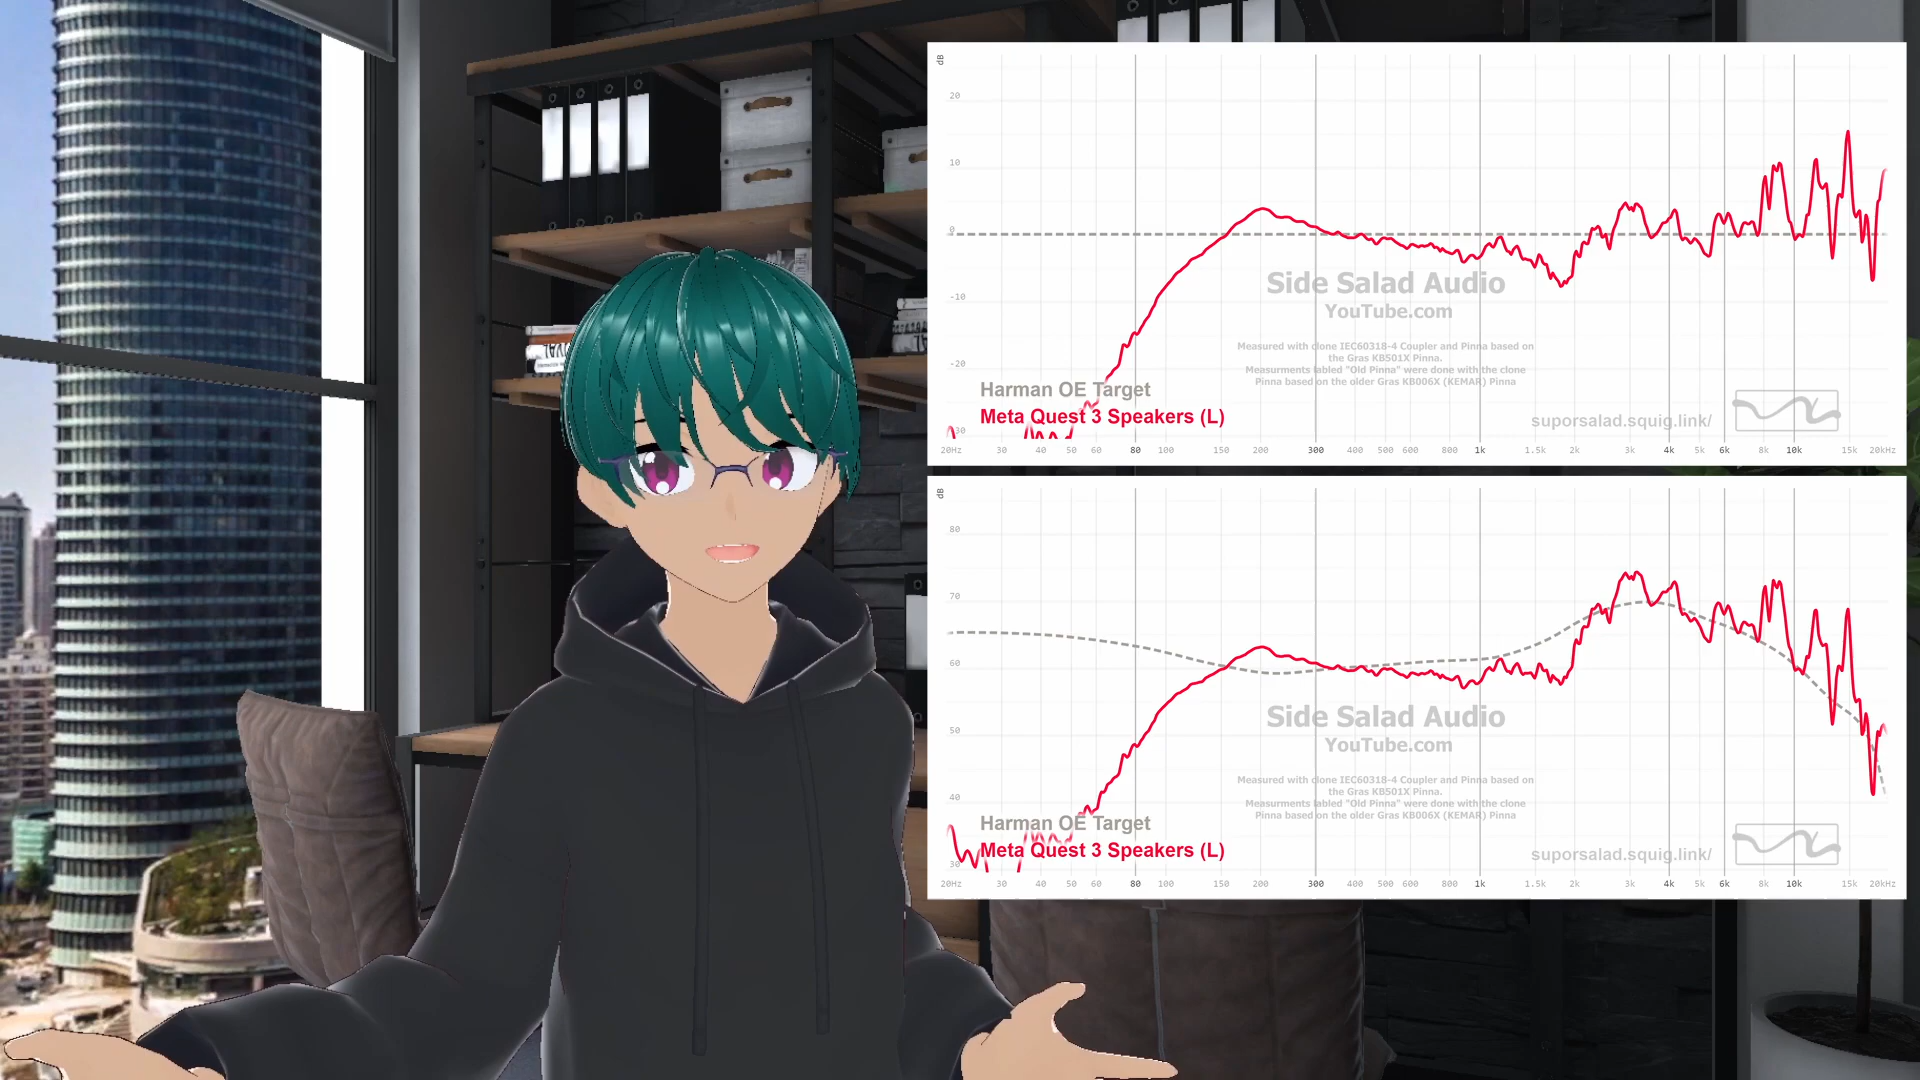 dB
20
10
0
-10
-20
-30
Side Salad Audio
YouTube.com
Measured with clone IEC60318-4 Coupler and Pinna based on
the Gras KB501X Pinna.
Measurments labled "Old Pinna" were done with the clone
Pinna based on the older Gras KB006X (KEMAR) Pinna
Harman OE Target
Meta Quest 3 Speakers (L)
suporsalad.squig.link/
20Hz 30 40 50 60 80 100 150 200 300 400 500 600 800 1k 1.5k 2k 3k 4k 5k 6k 8k 10k 15k 20kHz
dB
80
70
60
50
40
30
Side Salad Audio
YouTube.com
Measured with clone IEC60318-4 Coupler and Pinna based on
the Gras KB501X Pinna.
Measurments labled "Old Pinna" were done with the clone
Pinna based on the older Gras KB006X (KEMAR) Pinna
Harman OE Target
Meta Quest 3 Speakers (L)
suporsalad.squig.link/
20Hz 30 40 50 60 80 100 150 200 300 400 500 600 800 1k 1.5k 2k 3k 4k 5k 6k 8k 10k 15k 20kHz